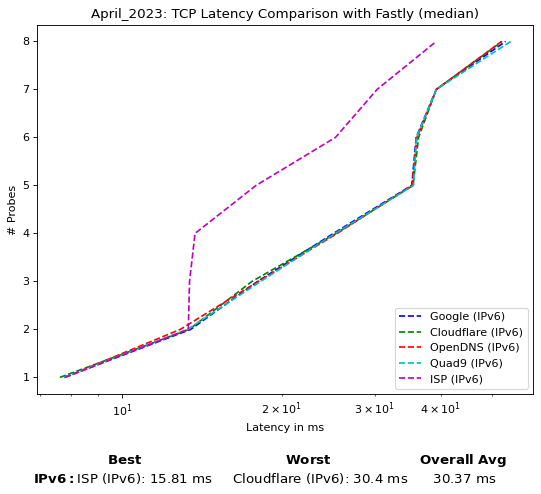 April_2023: TCP Latency Comparison with Fastly (median)
8
7
6
5
4
3
2
1
# Probes
Google (IPv6)
Cloudflare (IPv6)
OpenDNS (IPv6)
Quad9 (IPv6)
ISP (IPv6)
10¹ 2 × 10¹ 3 × 10¹ 4 × 10¹
Latency in ms
Best Worst Overall Avg
IPv6: ISP (IPv6): 15.81 ms Cloudflare (IPv6): 30.4 ms 30.37 ms